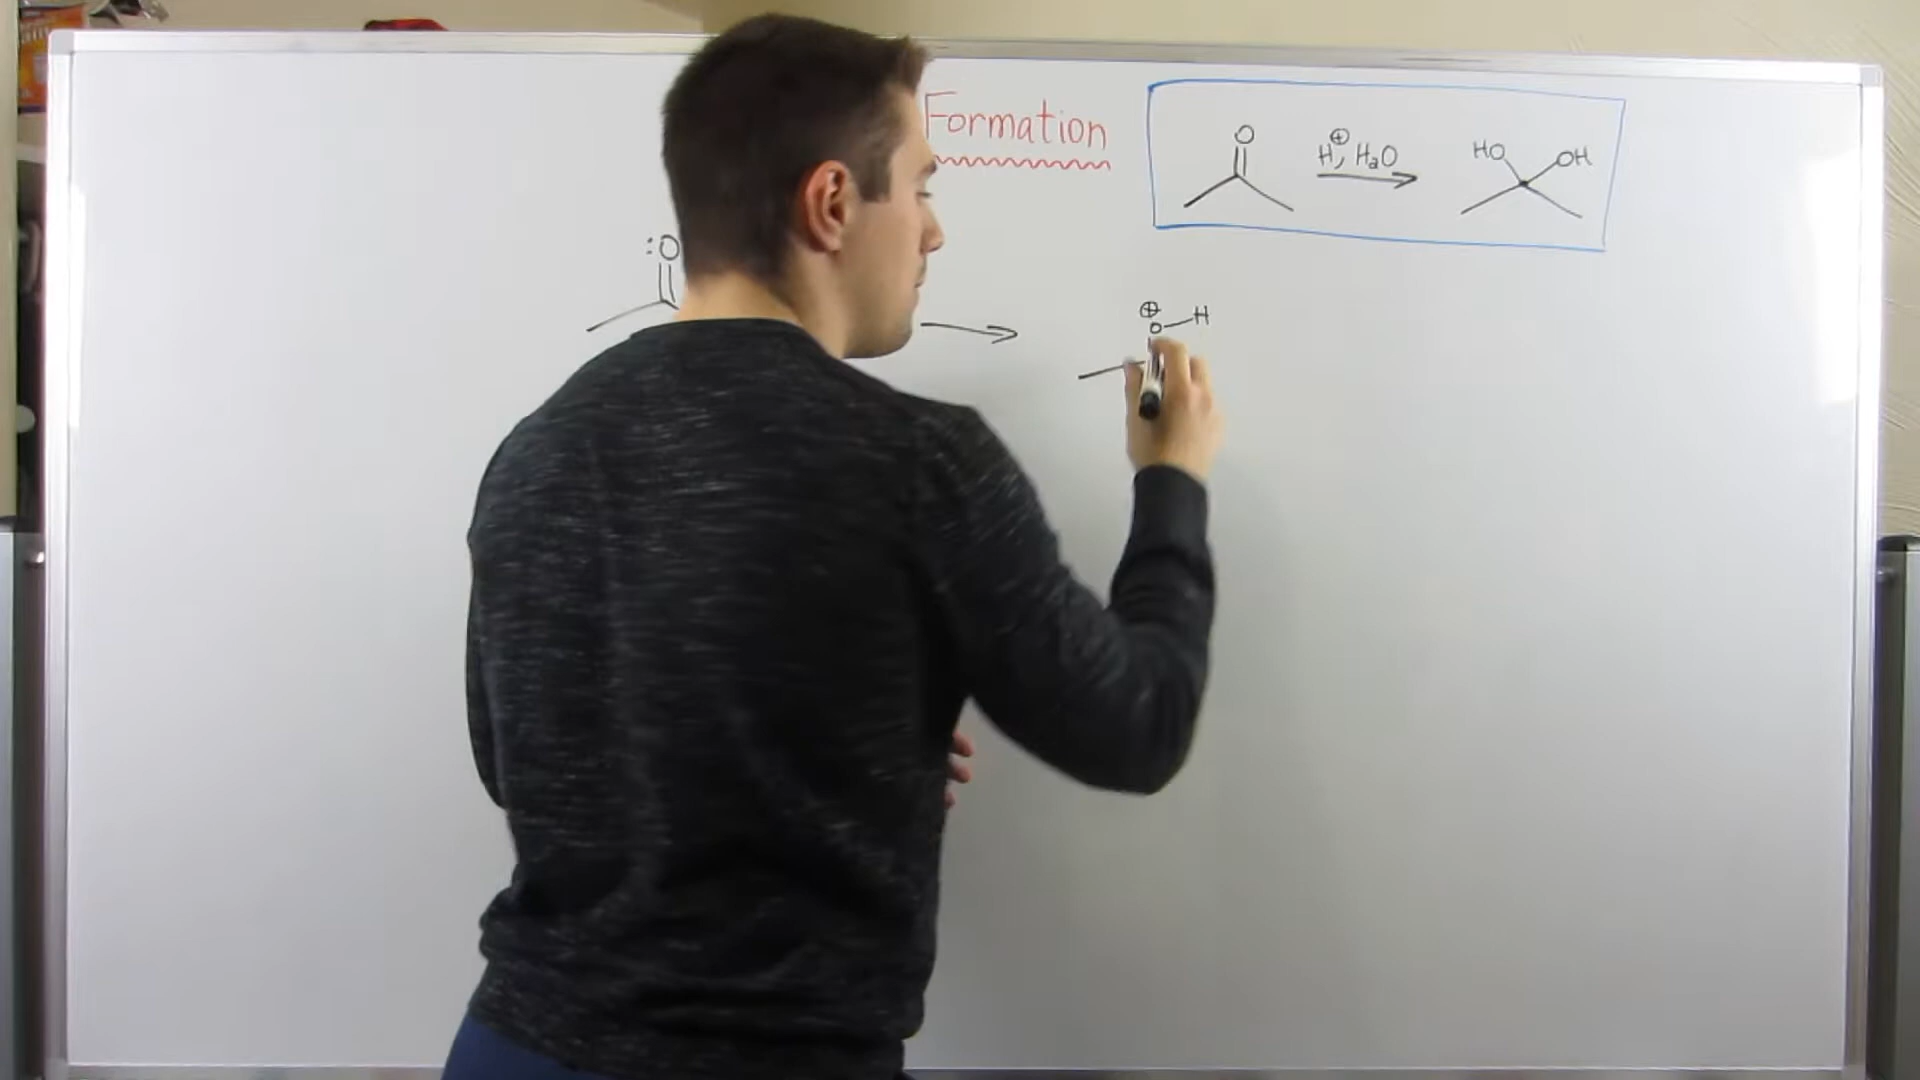 Formation
O
H⊕, H₂O
HO OH
:O
⊕
O H